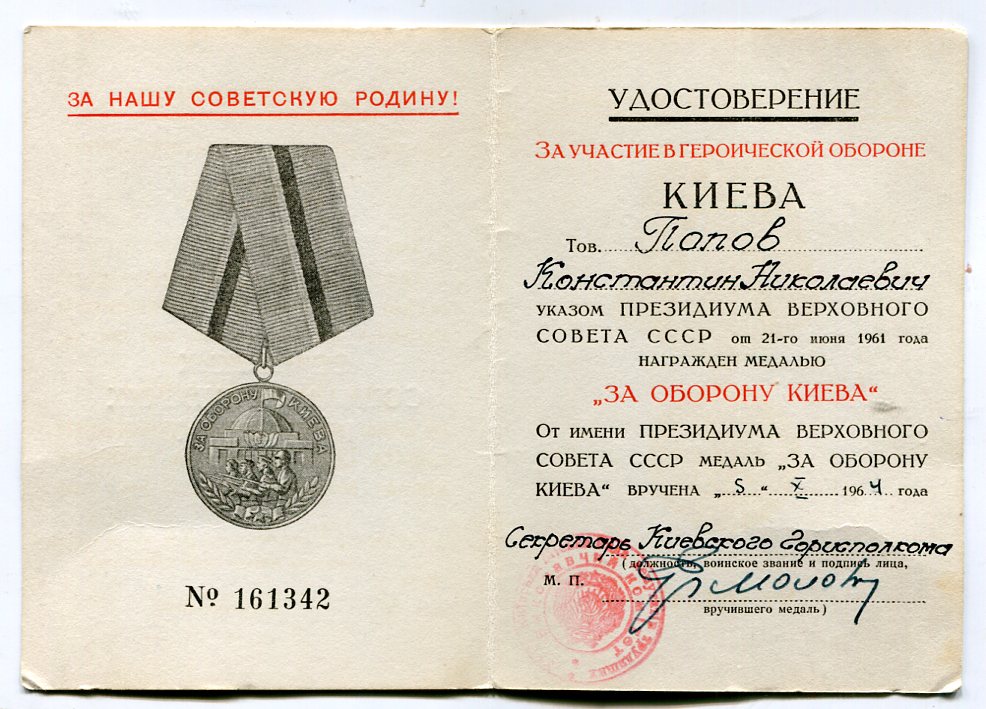 ЗА НАШУ СОВЕТСКУЮ РОДИНУ!
ЗА ОБОРОНУ КИЕВА
№ 161342
УДОСТОВЕРЕНИЕ
ЗА УЧАСТИЕ В ГЕРОИЧЕСКОЙ ОБОРОНЕ
КИЕВА
Тов. Попов
Константин Николаевич
УКАЗОМ ПРЕЗИДИУМА ВЕРХОВНОГО
СОВЕТА СССР от 21-го июня 1961 года
НАГРАЖДЕН МЕДАЛЬЮ
„ЗА ОБОРОНУ КИЕВА“
От имени ПРЕЗИДИУМА ВЕРХОВНОГО
СОВЕТА СССР МЕДАЛЬ „ЗА ОБОРОНУ
КИЕВА“ ВРУЧЕНА „5“ X 1964 года
Секретарь Киевского Горисполкома
(должность, воинское звание и подпись лица,
М. П.
вручившего медаль)